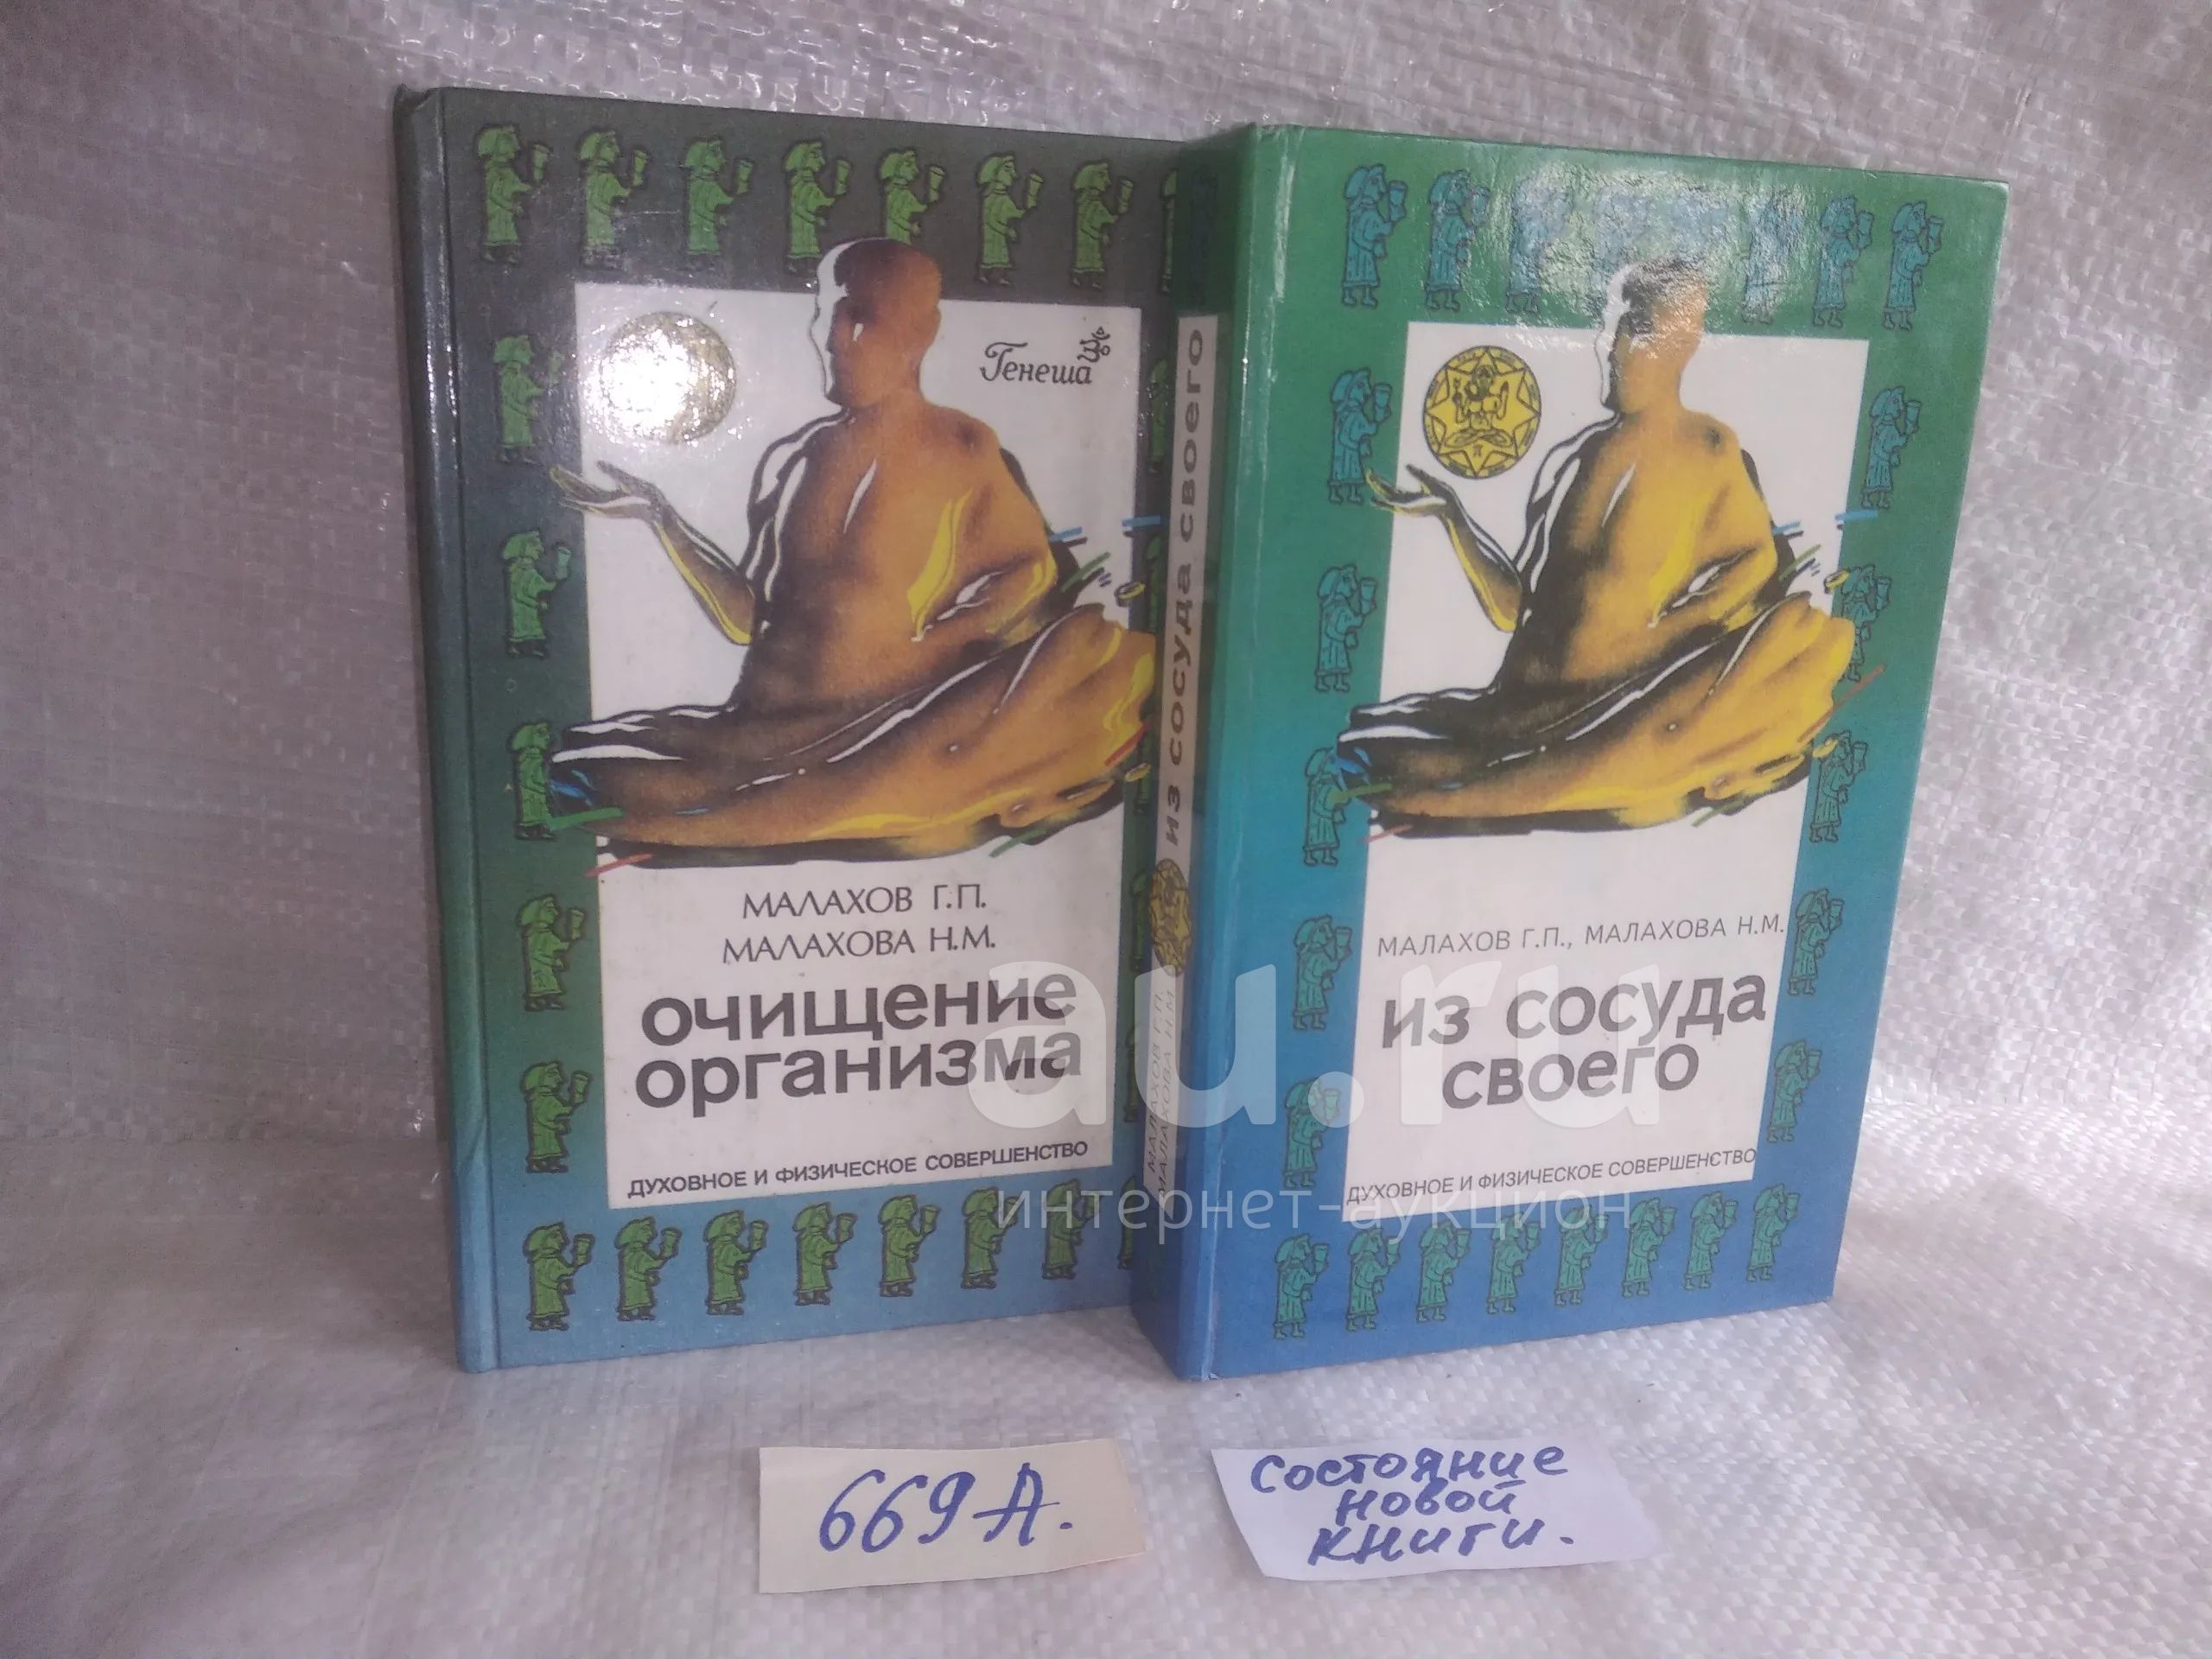 Генеша
МАЛАХОВ Г.П.
МАЛАХОВА Н.М.
очищение
организма
ДУХОВНОЕ И ФИЗИЧЕСКОЕ СОВЕРШЕНСТВО
МАЛАХОВ Г.П.
МАЛАХОВА Н.М.
из сосуда своего
МАЛАХОВ Г.П., МАЛАХОВА Н.М.
из сосуда
своего
ДУХОВНОЕ И ФИЗИЧЕСКОЕ СОВЕРШЕНСТВО
au.ru
интернет-аукцион
669А.
Состояние
новой
книги.